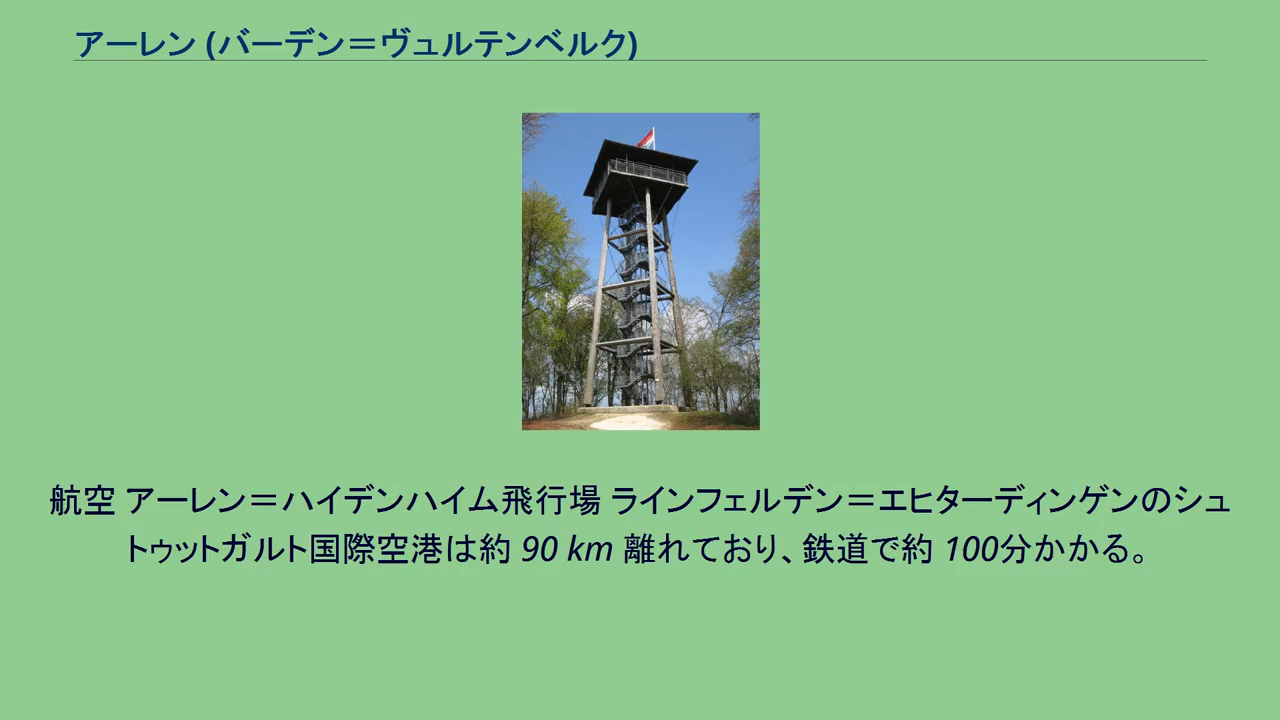 アーレン (バーデン＝ヴュルテンベルク)
航空 アーレン＝ハイデンハイム飛行場 ラインフェルデン＝エヒターディンゲンのシュ
トゥットガルト国際空港は約 90 km 離れており、鉄道で約 100分かかる。